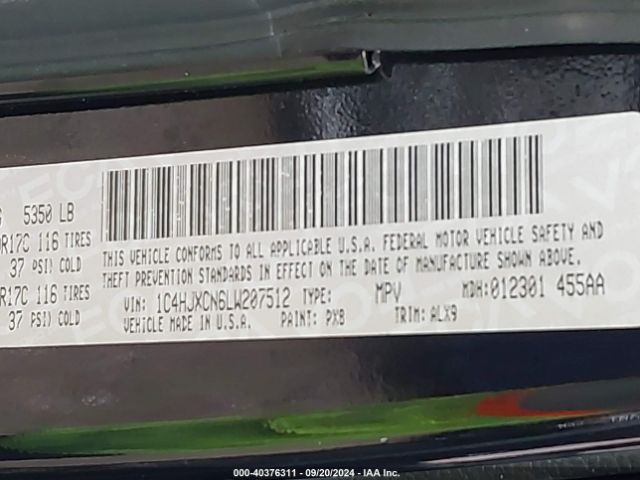 5350 LB
R17C 116 TIRES
37 PSI) COLD
R17C 116 TIRES
37 PSI) COLD
THIS VEHICLE CONFORMS TO ALL APPLICABLE U.S.A. FEDERAL MOTOR VEHICLE SAFETY AND
THEFT PREVENTION STANDARDS IN EFFECT ON THE DATE OF MANUFACTURE SHOWN ABOVE.
VIN: 1C4HJXCN6LW207512 TYPE: MPV MDH: 012301 455AA
VEHICLE MADE IN U.S.A. PAINT: PX8 TRIM: ALX9
000-40376311 - 09/20/2024 - IAA Inc.